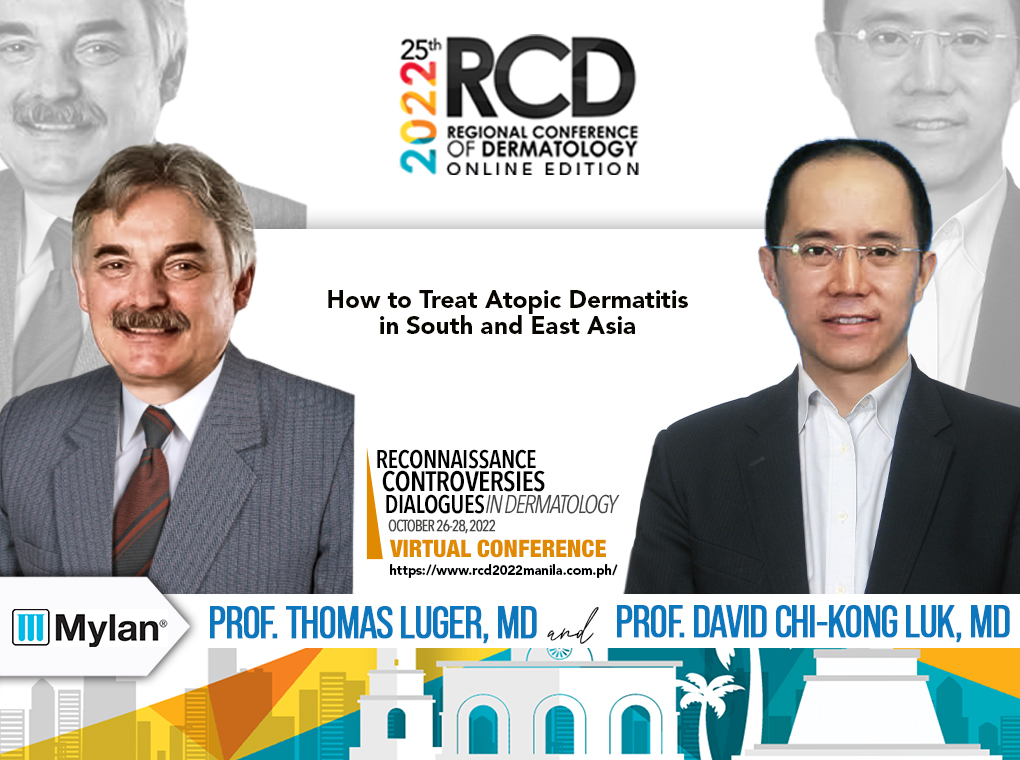 25th
2022
RCD
REGIONAL CONFERENCE
OF DERMATOLOGY
ONLINE EDITION
How to Treat Atopic Dermatitis
in South and East Asia
RECONNAISSANCE
CONTROVERSIES
DIALOGUES IN DERMATOLOGY
OCTOBER 26-28, 2022
VIRTUAL CONFERENCE
https://www.rcd2022manila.com.ph/
Mylan®
PROF. THOMAS LUGER, MD and PROF. DAVID CHI-KONG LUK, MD